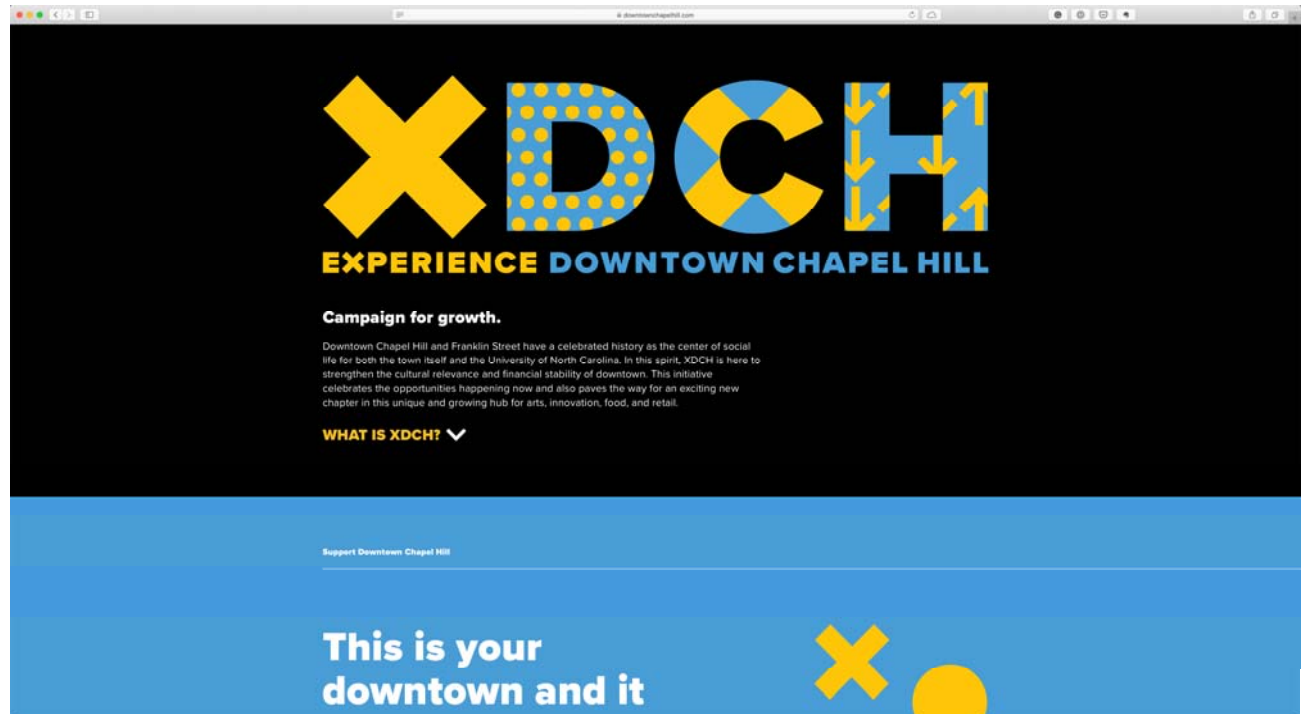 downtownchapelhill.com
XDCH
EXPERIENCE DOWNTOWN CHAPEL HILL
Campaign for growth.
Downtown Chapel Hill and Franklin Street have a celebrated history as the center of social
life for both the town itself and the University of North Carolina. In this spirit, XDCH is here to
strengthen the cultural relevance and financial stability of downtown. This initiative
celebrates the opportunities happening now and also paves the way for an exciting new
chapter in this unique and growing hub for arts, innovation, food, and retail.
WHAT IS XDCH?
Support Downtown Chapel Hill
This is your
downtown and it